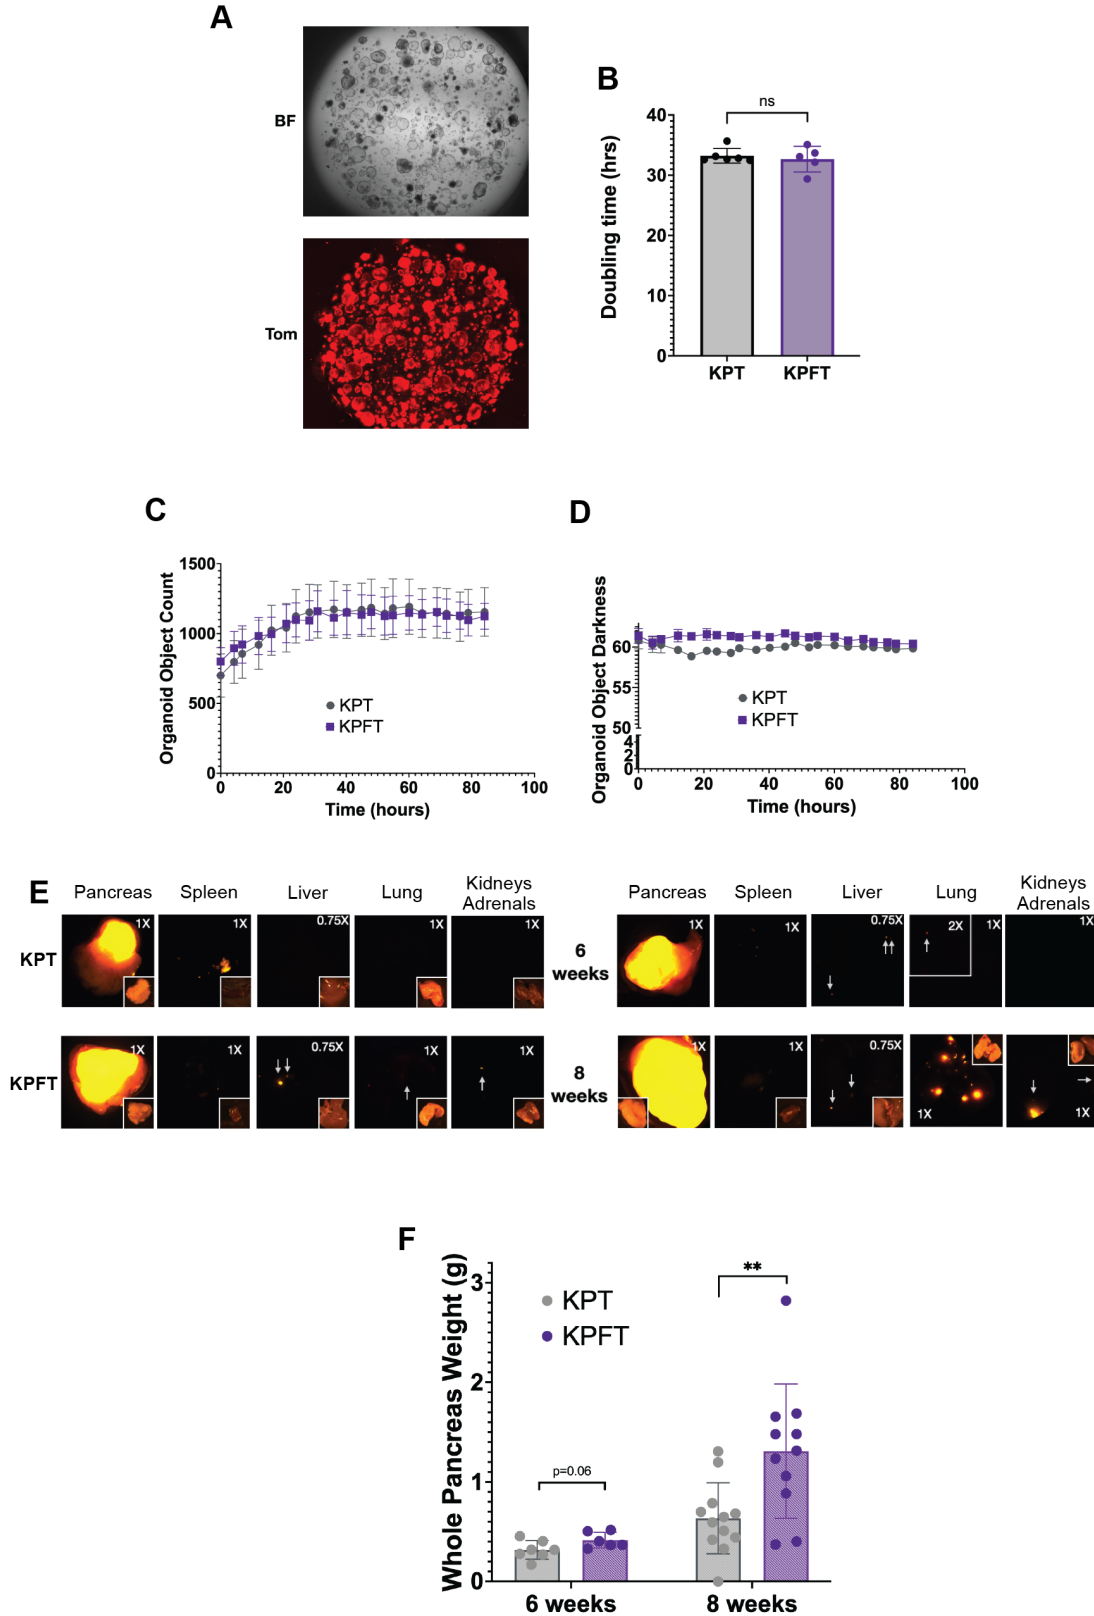 A
BF
Tom
B
ns
Doubling time (hrs)
40
30
20
10
0
KPT
KPFT
C
Organoid Object Count
1500
1000
500
0
KPT
KPFT
0 20 40 60 80 100
Time (hours)
D
Organoid Object Darkness
60
55
50
4
2
0
KPT
KPFT
0 20 40 60 80 100
Time (hours)
E
Pancreas Spleen Liver Lung Kidneys Adrenals
Pancreas Spleen Liver Lung Kidneys Adrenals
KPT
1X 1X 0.75X 1X 1X
6 weeks
1X 1X 0.75X 2X 1X 1X
KPFT
1X 1X 0.75X 1X 1X
8 weeks
1X 1X 0.75X 1X 1X
F
Whole Pancreas Weight (g)
3
2
1
0
KPT
KPFT
p=0.06
**
6 weeks 8 weeks